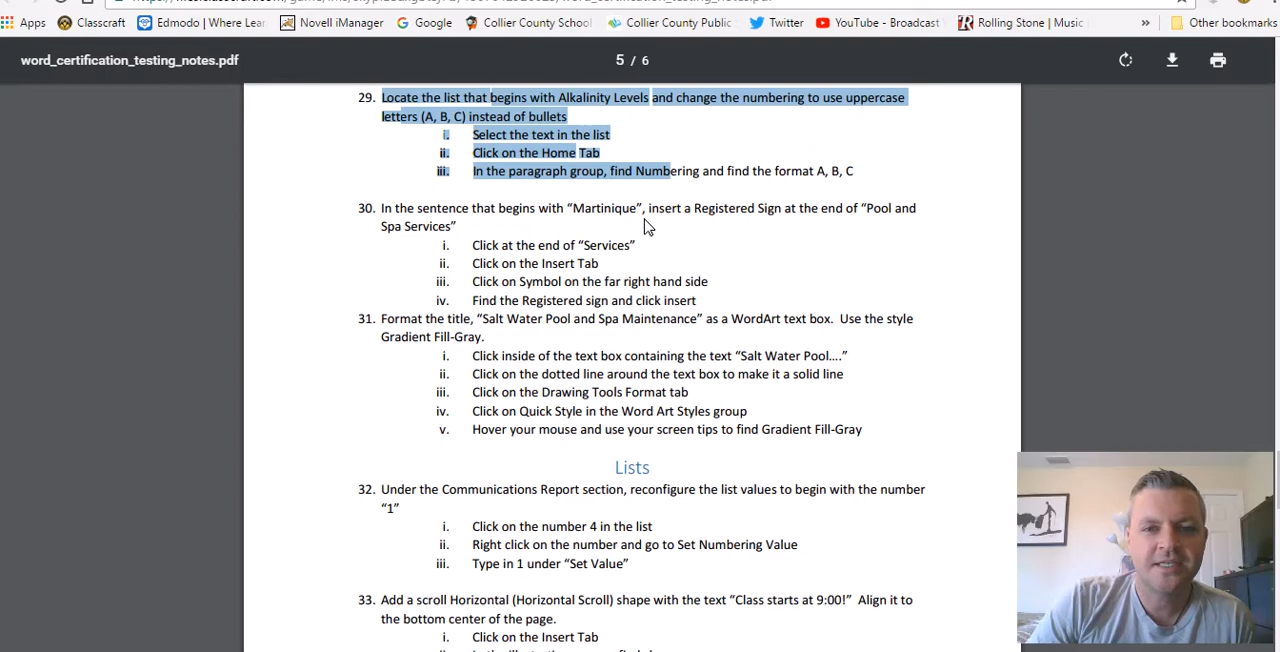 Apps Classcraft Edmodo | Where Lear Novell iManager Google Collier County School Collier County Public Twitter YouTube - Broadcast Rolling Stone | Music » Other bookmarks
word_certification_testing_notes.pdf 5 / 6
29. Locate the list that begins with Alkalinity Levels and change the numbering to use uppercase
letters (A, B, C) instead of bullets
i. Select the text in the list
ii. Click on the Home Tab
iii. In the paragraph group, find Numbering and find the format A, B, C
30. In the sentence that begins with “Martinique”, insert a Registered Sign at the end of “Pool and
Spa Services”
i. Click at the end of “Services”
ii. Click on the Insert Tab
iii. Click on Symbol on the far right hand side
iv. Find the Registered sign and click insert
31. Format the title, “Salt Water Pool and Spa Maintenance” as a WordArt text box. Use the style
Gradient Fill-Gray.
i. Click inside of the text box containing the text “Salt Water Pool….”
ii. Click on the dotted line around the text box to make it a solid line
iii. Click on the Drawing Tools Format tab
iv. Click on Quick Style in the Word Art Styles group
v. Hover your mouse and use your screen tips to find Gradient Fill-Gray
Lists
32. Under the Communications Report section, reconfigure the list values to begin with the number
“1”
i. Click on the number 4 in the list
ii. Right click on the number and go to Set Numbering Value
iii. Type in 1 under “Set Value”
33. Add a scroll Horizontal (Horizontal Scroll) shape with the text “Class starts at 9:00!” Align it to
the bottom center of the page.
i. Click on the Insert Tab